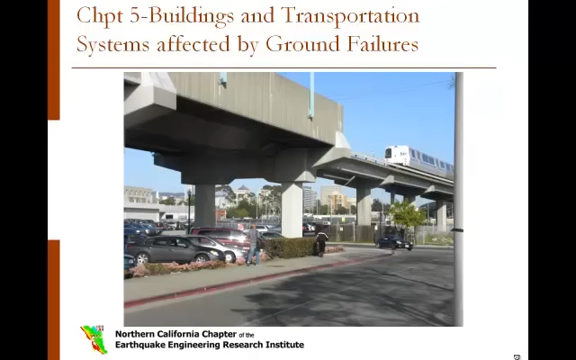 Chpt 5-Buildings and Transportation
Systems affected by Ground Failures
Northern California Chapter of the
Earthquake Engineering Research Institute